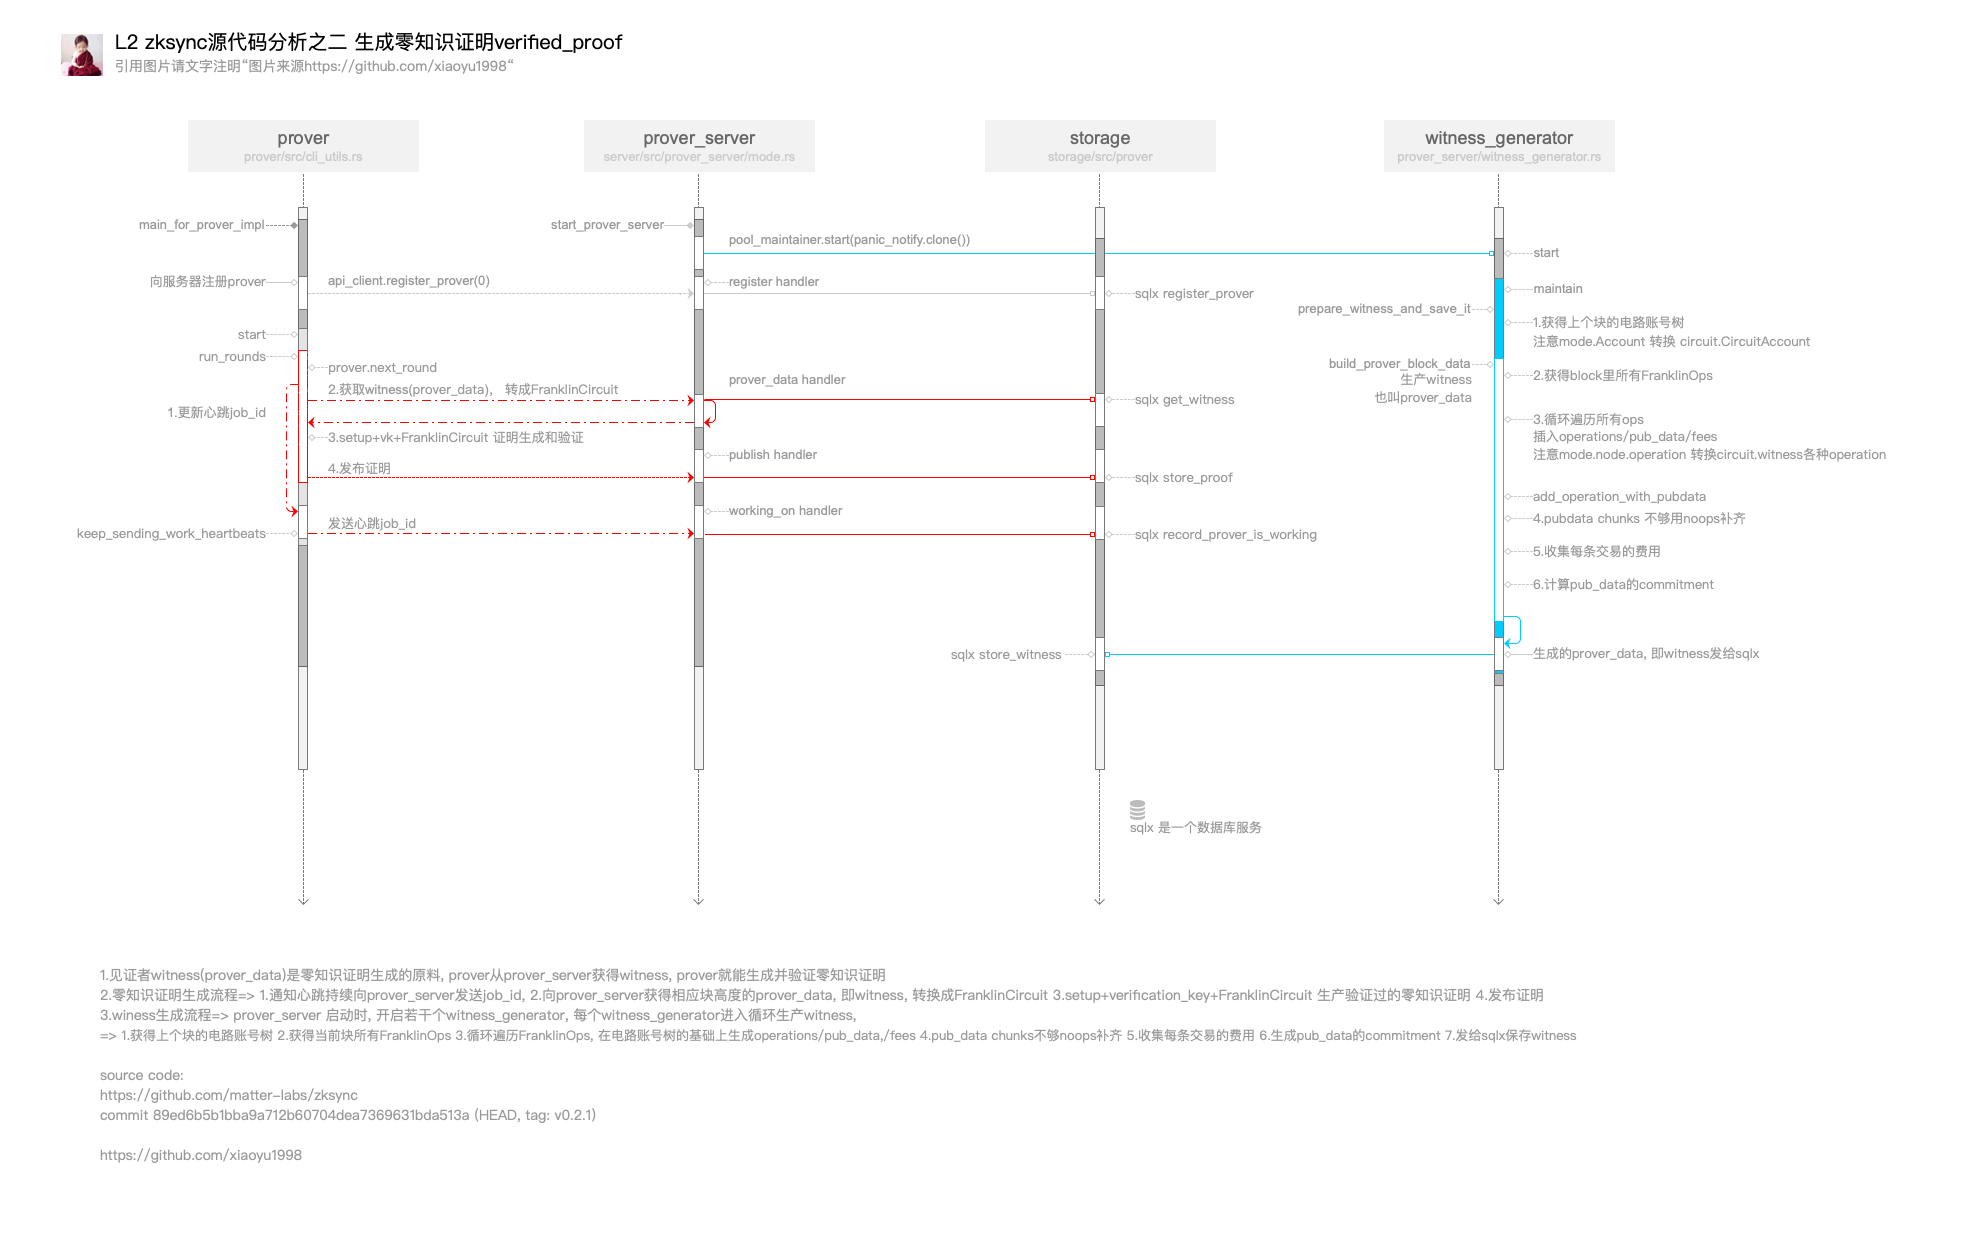 L2 zksync源代码分析之二 生成零知识证明verified_proof
引用图片请文字注明“图片来源https://github.com/xiaoyu1998“
prover
prover/src/cli_utils.rs
prover_server
server/src/prover_server/mode.rs
storage
storage/src/prover
witness_generator
prover_server/witness_generator.rs
main_for_prover_impl
start_prover_server
pool_maintainer.start(panic_notify.clone())
start
向服务器注册prover
api_client.register_prover(0)
register handler
sqlx register_prover
maintain
prepare_witness_and_save_it
1.获得上个块的电路账号树
注意mode.Account 转换 circuit.CircuitAccount
start
run_rounds
prover.next_round
build_prover_block_data
生产witness
也叫prover_data
2.获得block里所有FranklinOps
2.获取witness(prover_data), 转成FranklinCircuit
prover_data handler
sqlx get_witness
1.更新心跳job_id
3.循环遍历所有ops
插入operations/pub_data/fees
注意mode.node.operation 转换circuit.witness各种operation
3.setup+vk+FranklinCircuit 证明生成和验证
publish handler
4.发布证明
sqlx store_proof
add_operation_with_pubdata
working_on handler
4.pubdata chunks 不够用noops补齐
发送心跳job_id
keep_sending_work_heartbeats
sqlx record_prover_is_working
5.收集每条交易的费用
6.计算pub_data的commitment
sqlx store_witness
生成的prover_data, 即witness发给sqlx
sqlx 是一个数据库服务
1.见证者witness(prover_data)是零知识证明生成的原料, prover从prover_server获得witness, prover就能生成并验证零知识证明
2.零知识证明生成流程=> 1.通知心跳持续向prover_server发送job_id, 2.向prover_server获得相应块高度的prover_data, 即witness, 转换成FranklinCircuit 3.setup+verification_key+FranklinCircuit 生产验证过的零知识证明 4.发布证明
3.winess生成流程=> prover_server 启动时, 开启若干个witness_generator, 每个witness_generator进入循环生产witness,
=> 1.获得上个块的电路账号树 2.获得当前块所有FranklinOps 3.循环遍历FranklinOps, 在电路账号树的基础上生成operations/pub_data,/fees 4.pub_data chunks不够noops补齐 5.收集每条交易的费用 6.生成pub_data的commitment 7.发给sqlx保存witness
source code:
https://github.com/matter-labs/zksync
commit 89ed6b5b1bba9a712b60704dea7369631bda513a (HEAD, tag: v0.2.1)
https://github.com/xiaoyu1998